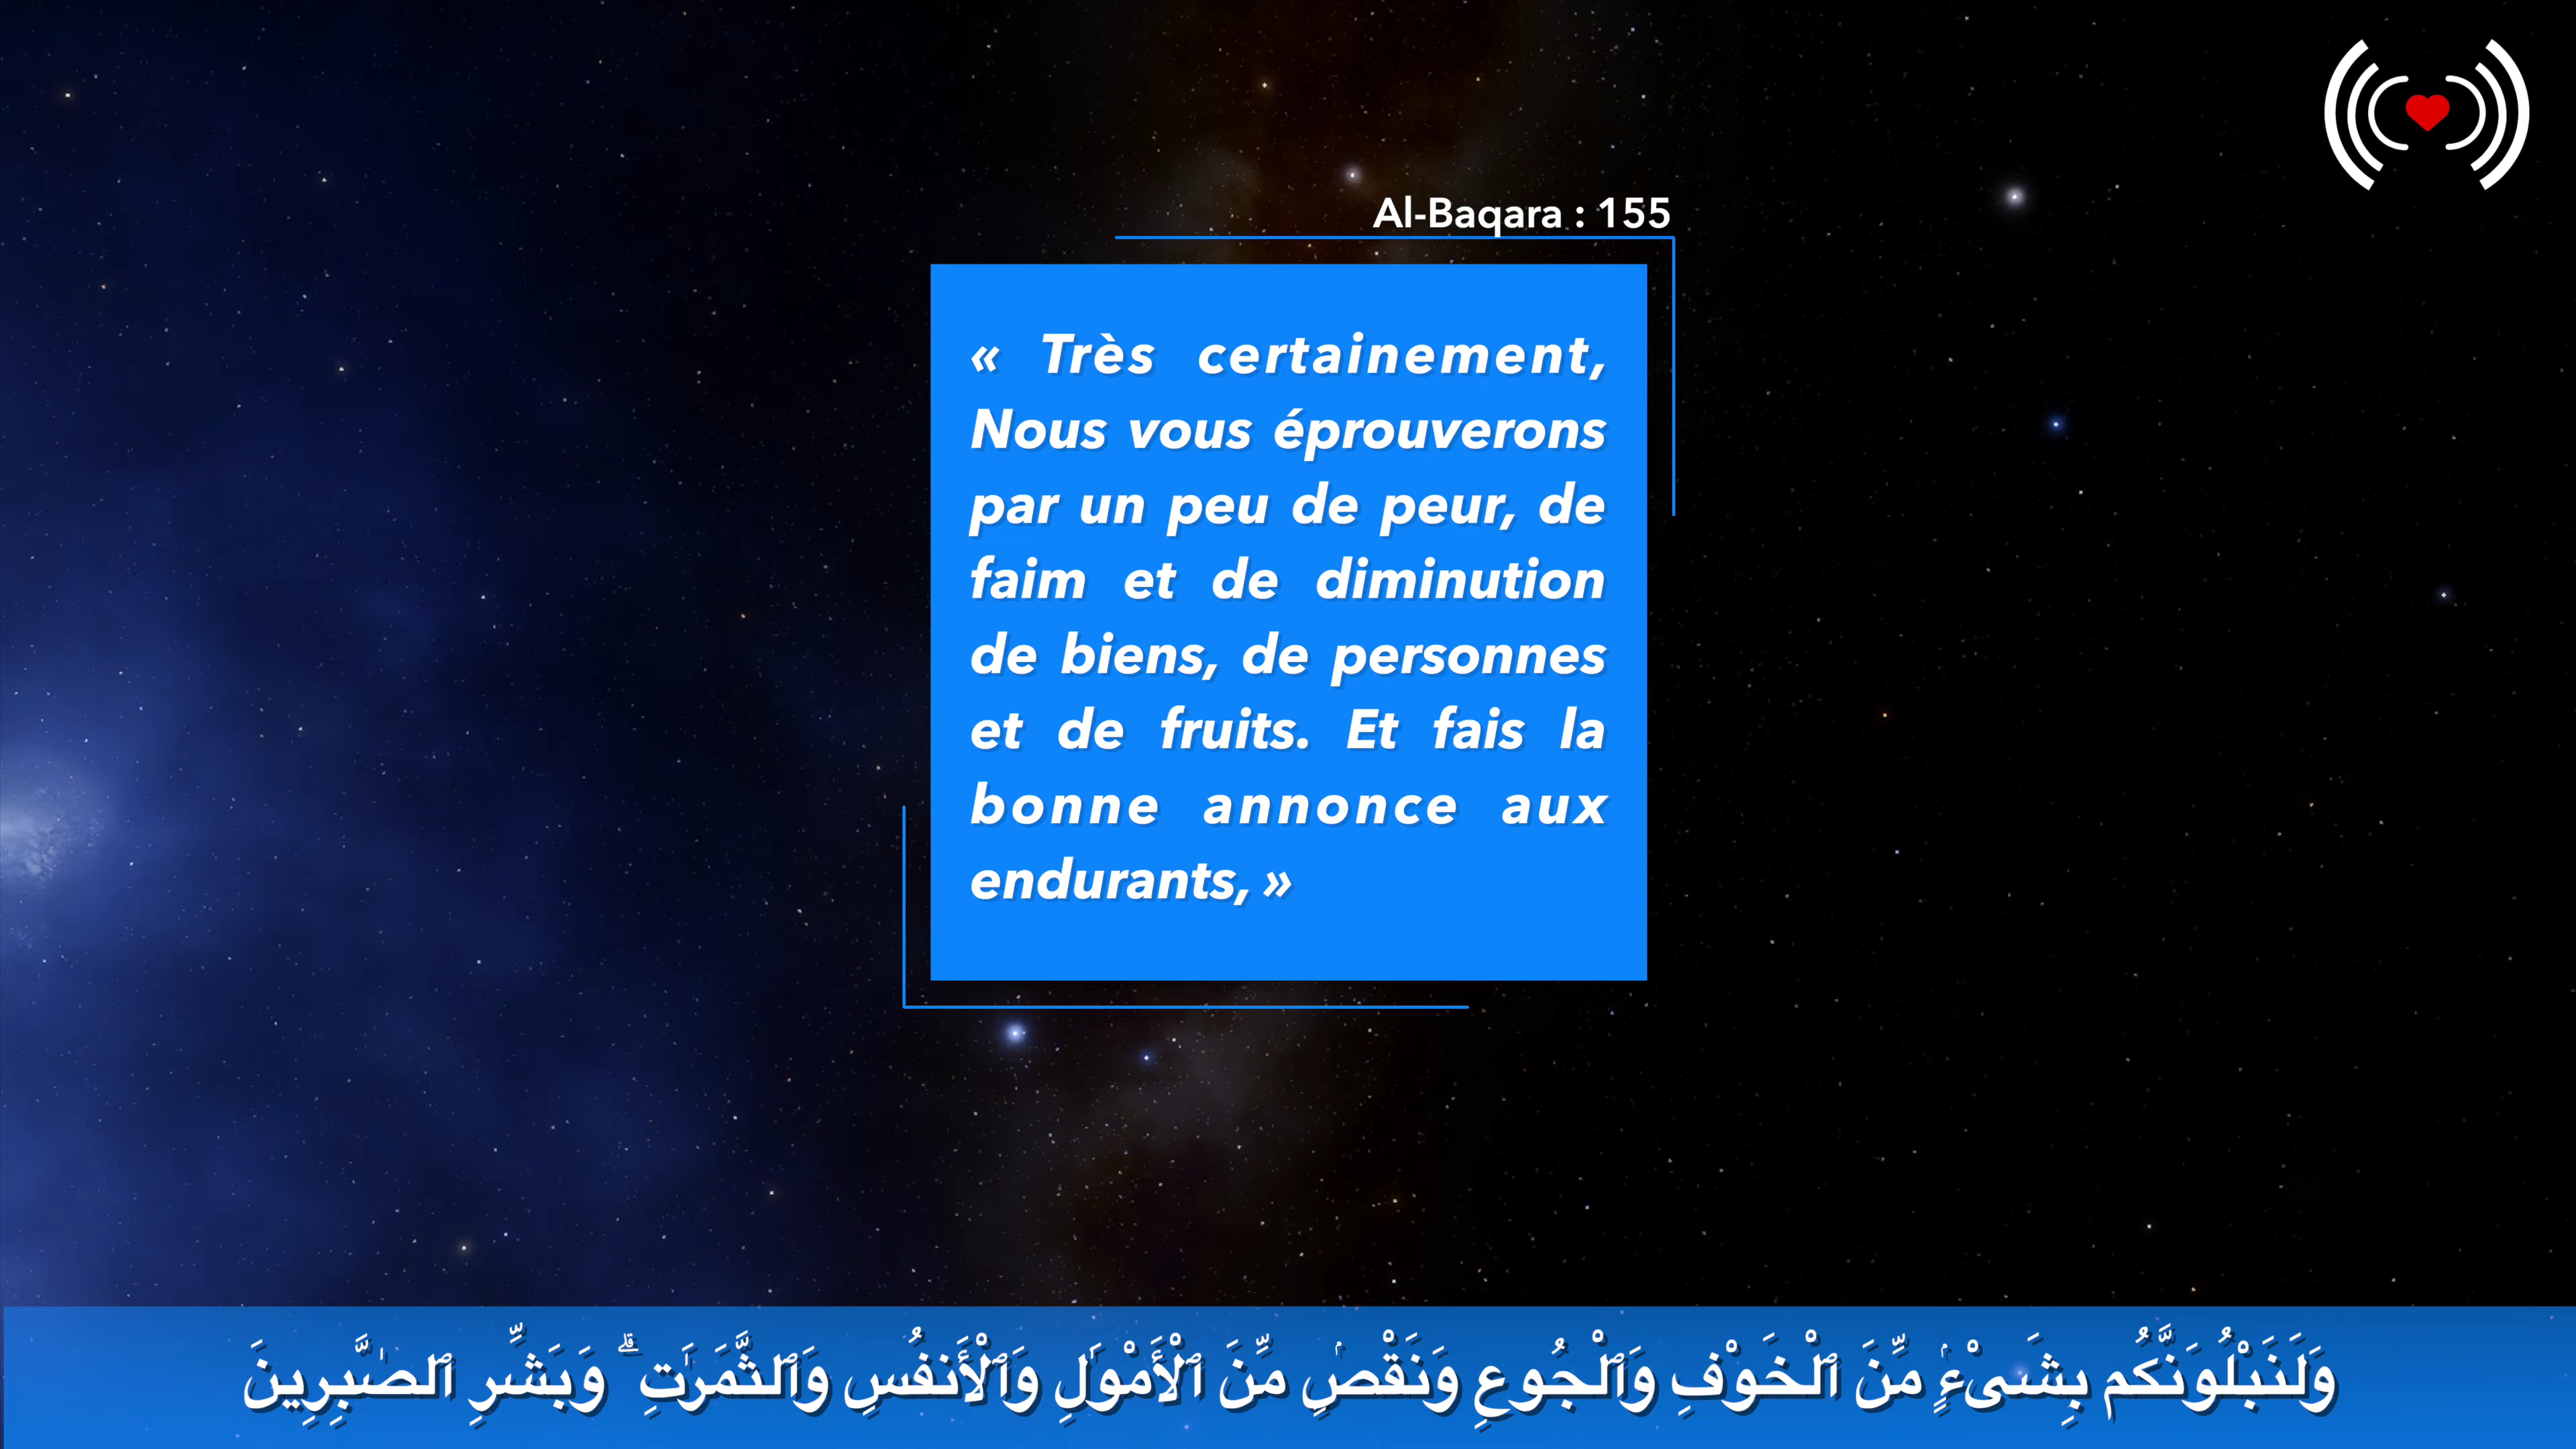 Al-Baqara : 155
« Très certainement,
Nous vous éprouverons
par un peu de peur, de
faim et de diminution
de biens, de personnes
et de fruits. Et fais la
bonne annonce aux
endurants, »
وَلَنَبْلُوَنَّكُم بِشَىْءٍۢ مِّنَ ٱلْخَوْفِ وَٱلْجُوعِ وَنَقْصٍۢ مِّنَ ٱلْأَمْوَٰلِ وَٱلْأَنفُسِ وَٱلثَّمَرَٰتِ ۗ وَبَشِّرِ ٱلصَّٰبِرِينَ